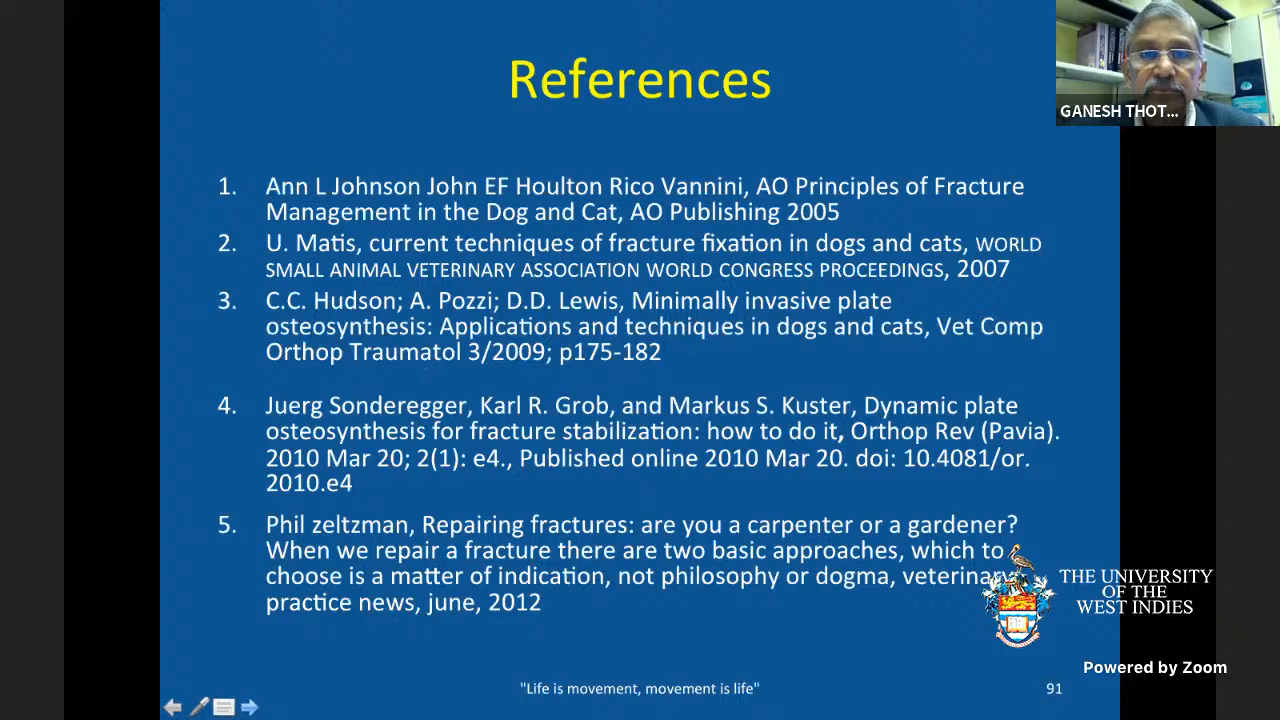 References
GANESH THOT...
1. Ann L Johnson John EF Houlton Rico Vannini, AO Principles of Fracture
Management in the Dog and Cat, AO Publishing 2005
2. U. Matis, current techniques of fracture fixation in dogs and cats, WORLD
SMALL ANIMAL VETERINARY ASSOCIATION WORLD CONGRESS PROCEEDINGS, 2007
3. C.C. Hudson; A. Pozzi; D.D. Lewis, Minimally invasive plate
osteosynthesis: Applications and techniques in dogs and cats, Vet Comp
Orthop Traumatol 3/2009; p175-182
4. Juerg Sonderegger, Karl R. Grob, and Markus S. Kuster, Dynamic plate
osteosynthesis for fracture stabilization: how to do it, Orthop Rev (Pavia).
2010 Mar 20; 2(1): e4., Published online 2010 Mar 20. doi: 10.4081/or.
2010.e4
5. Phil zeltzman, Repairing fractures: are you a carpenter or a gardener?
When we repair a fracture there are two basic approaches, which to
choose is a matter of indication, not philosophy or dogma, veterinary
practice news, june, 2012
THE UNIVERSITY
OF THE
WEST INDIES
Powered by Zoom
"Life is movement, movement is life"
91